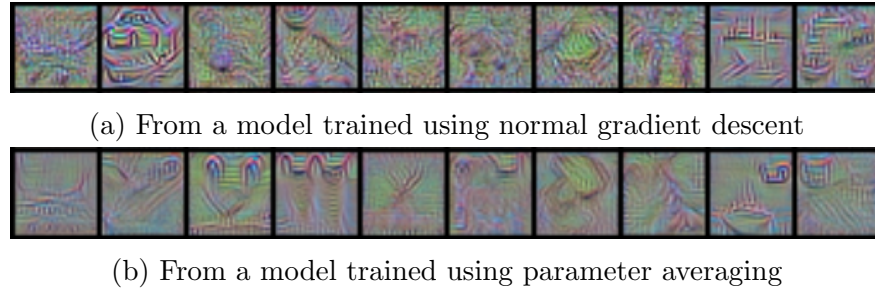 (a) From a model trained using normal gradient descent
(b) From a model trained using parameter averaging